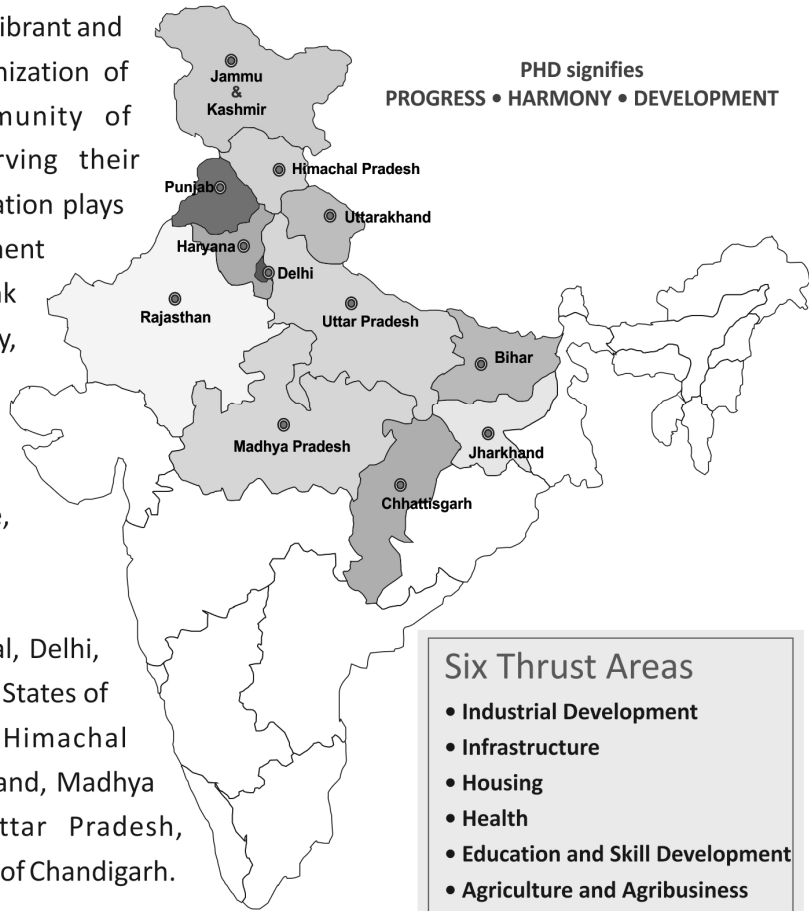 ibrant and
nization of
munity of
rving their
ation plays
ment
nk
y,
e,
al, Delhi,
States of
Himachal
and, Madhya
ttar Pradesh,
of Chandigarh.
PHD signifies
PROGRESS • HARMONY • DEVELOPMENT
Jammu
&
Kashmir
Himachal Pradesh
Punjab
Uttarakhand
Haryana
Delhi
Rajasthan
Uttar Pradesh
Bihar
Madhya Pradesh
Jharkhand
Chhattisgarh
Six Thrust Areas
• Industrial Development
• Infrastructure
• Housing
• Health
• Education and Skill Development
• Agriculture and Agribusiness